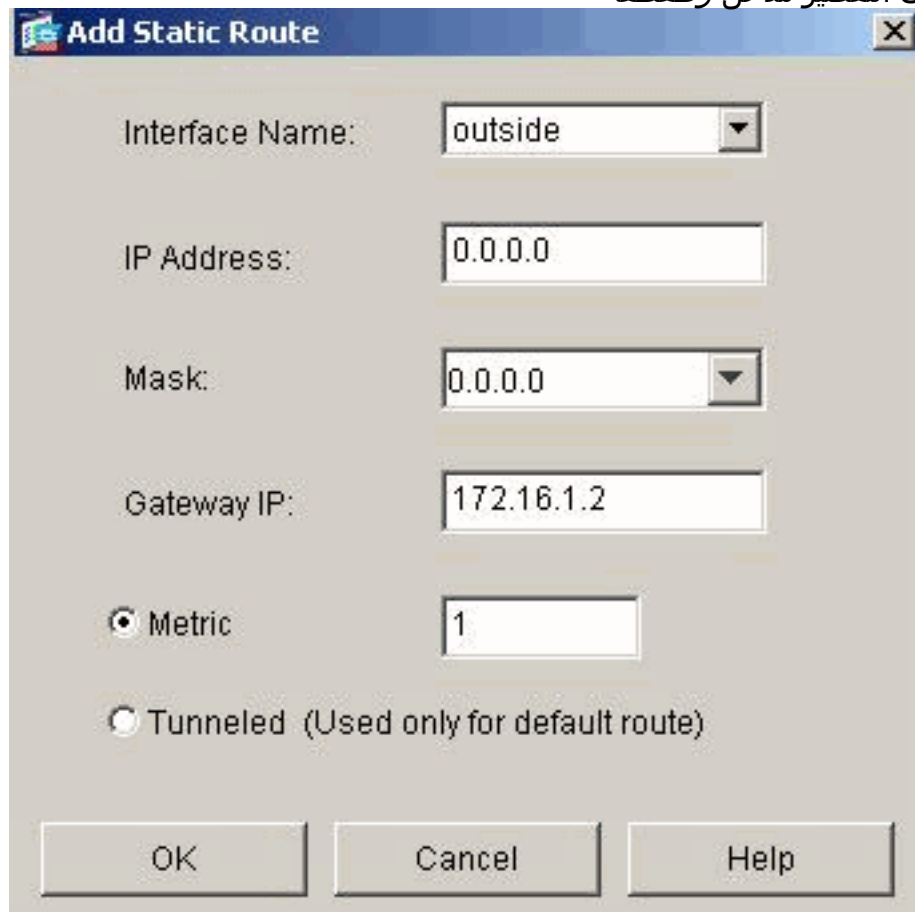 Add Static Route
Interface Name: outside
IP Address: 0.0.0.0
Mask: 0.0.0.0
Gateway IP: 172.16.1.2
Metric 1
Tunneled (Used only for default route)
OK Cancel Help